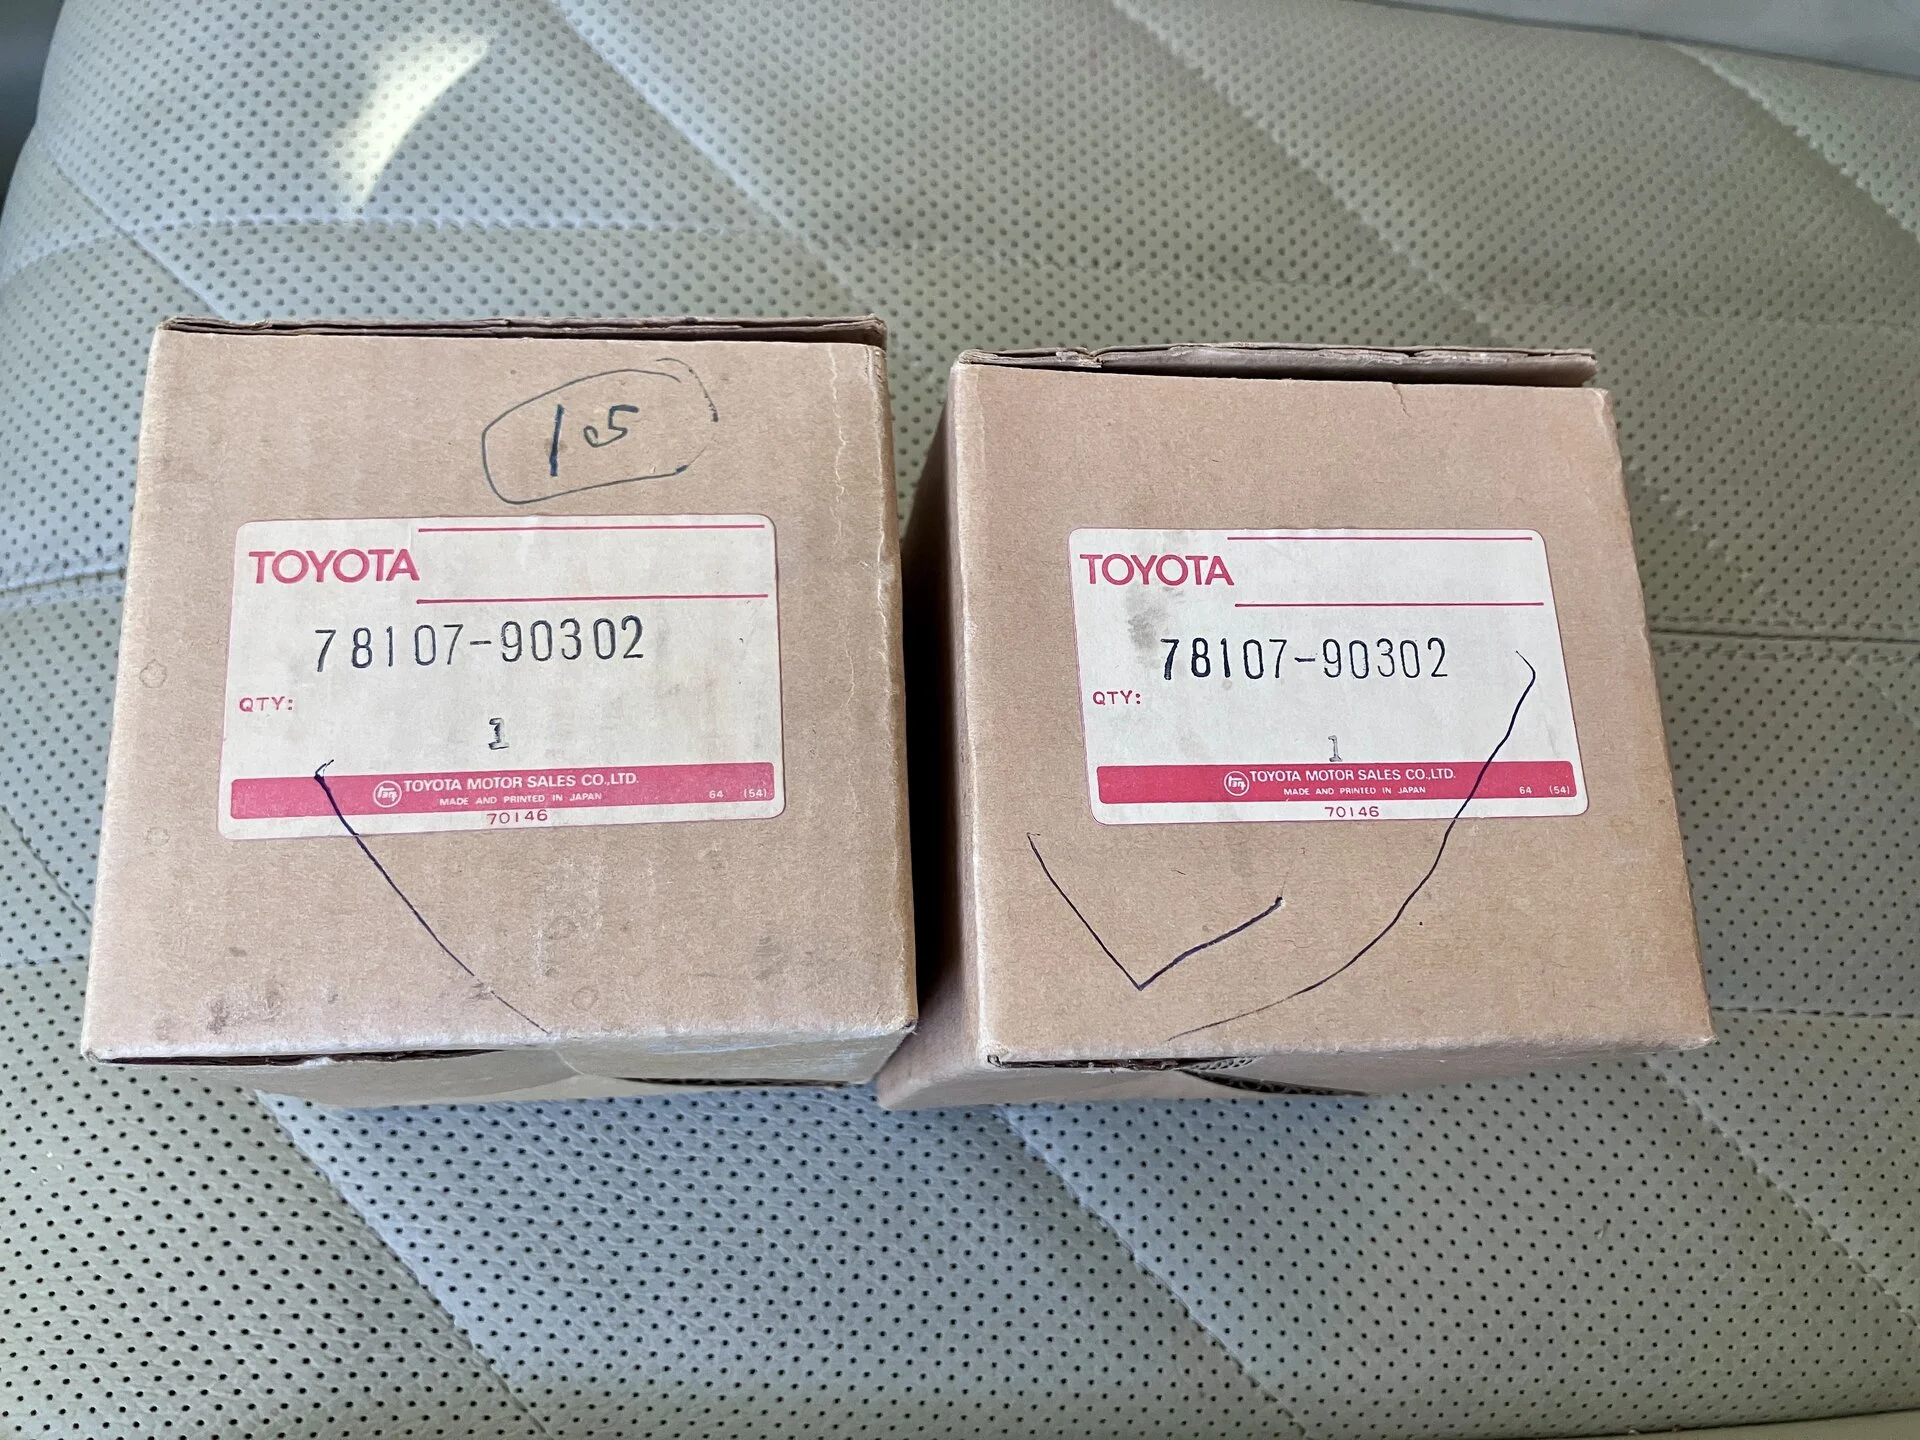 105
TOYOTA
78107-90302
QTY:
1
TOYOTA MOTOR SALES CO.,LTD.
MADE AND PRINTED IN JAPAN
64 (54)
70146
TOYOTA
78107-90302
QTY:
1
TOYOTA MOTOR SALES CO.,LTD.
MADE AND PRINTED IN JAPAN
64 (54)
70146